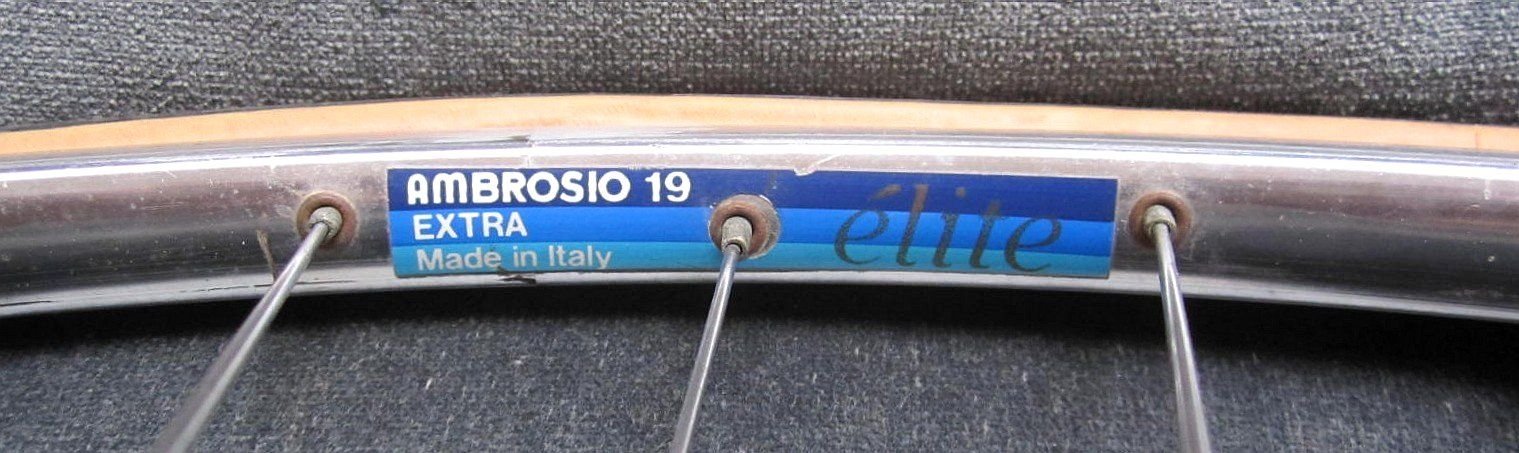 AMBROSIO 19
EXTRA
Made in Italy
élite